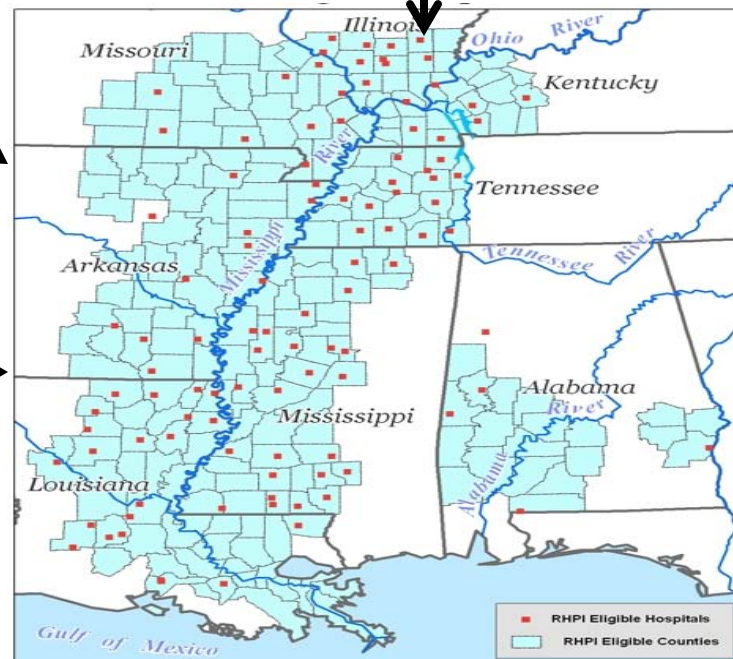 Illinois
Ohio River
Missouri
Kentucky
River
Tennessee
Mississippi
Tennessee River
Arkansas
Alabama
River
Mississippi
Alabama
Louisiana
RHPI Eligible Hospitals
RHPI Eligible Counties
Gulf of Mexico